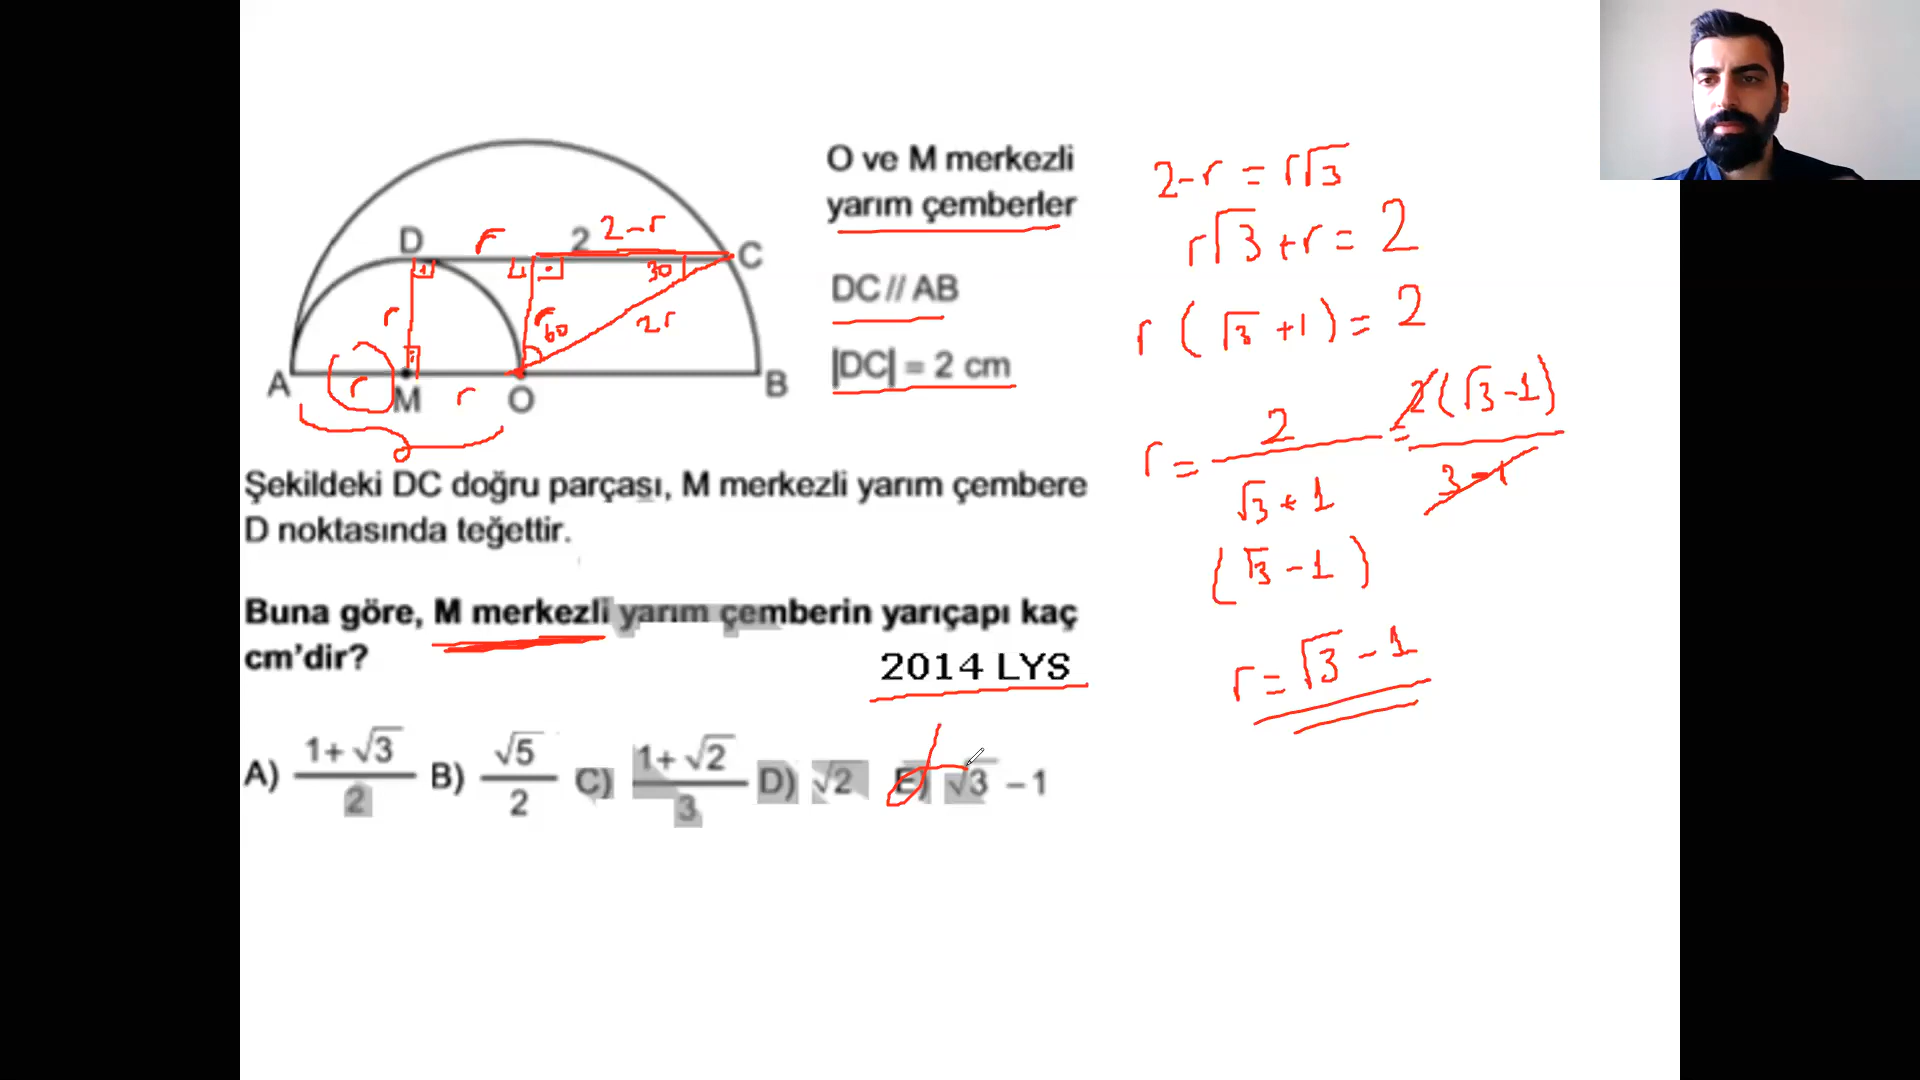 D r 2 2-r C
30
r r 60 2r
A r M r O B
O ve M merkezli
yarım çemberler
DC // AB
|DC| = 2 cm
Şekildeki DC doğru parçası, M merkezli yarım çembere
D noktasında teğettir.
Buna göre, M merkezli yarım çemberin yarıçapı kaç
cm'dir?
2014 LYS
A) (1+√3)/2 B) √5/2 C) (1+√2)/3 D) √2 E) √3 – 1
2-r = r√3
r√3 + r = 2
r (√3 + 1) = 2
r = 2/(√3 + 1) = 2(√3 - 1)/(3 - 1)
(√3 - 1)
r = √3 - 1